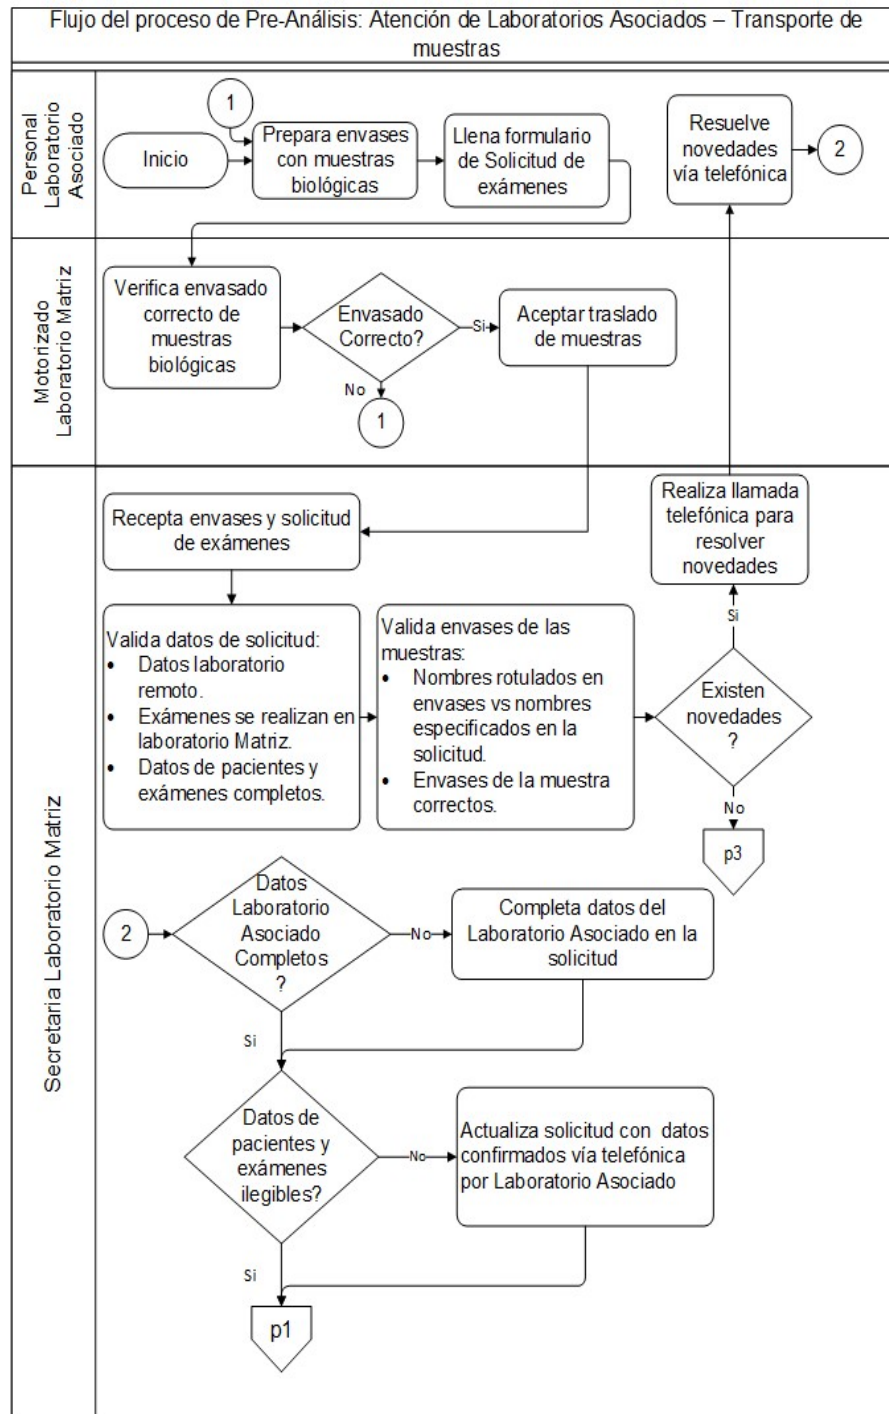 Flujo del proceso de Pre-Análisis: Atención de Laboratorios Asociados – Transporte de
muestras
Personal
Laboratorio
Asociado
1
Inicio
Prepara envases
con muestras
biológicas
Llena formulario
de Solicitud de
exámenes
Resuelve
novedades
vía telefónica
2
Motorizado
Laboratorio Matriz
Verifica envasado
correcto de
muestras
biológicas
Envasado
Correcto?
Si
Aceptar traslado
de muestras
No
1
Secretaria Laboratorio Matriz
Recepta envases y solicitud
de exámenes
Realiza llamada
telefónica para
resolver
novedades
Si
Valida datos de solicitud:
• Datos laboratorio
remoto.
• Exámenes se realizan en
laboratorio Matriz.
• Datos de pacientes y
exámenes completos.
Valida envases de las
muestras:
• Nombres rotulados en
envases vs nombres
especificados en la
solicitud.
• Envases de la muestra
correctos.
Existen
novedades
?
No
p3
2
Datos
Laboratorio
Asociado
Completos
?
No
Completa datos del
Laboratorio Asociado en la
solicitud
Si
Datos de
pacientes y
exámenes
ilegibles?
No
Actualiza solicitud con datos
confirmados vía telefónica
por Laboratorio Asociado
Si
p1